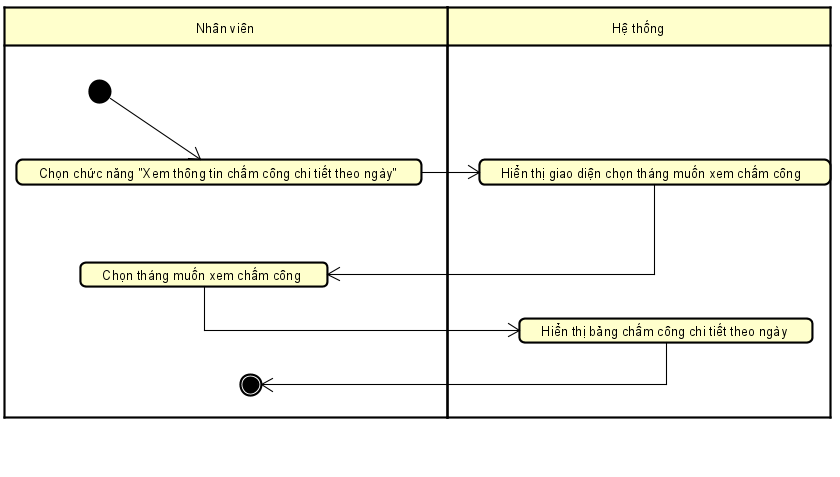 Nhân viên
Hệ thống
Chọn chức năng "Xem thông tin chấm công chi tiết theo ngày"
Hiển thị giao diện chọn tháng muốn xem chấm công
Chọn tháng muốn xem chấm công
Hiển thị bảng chấm công chi tiết theo ngày